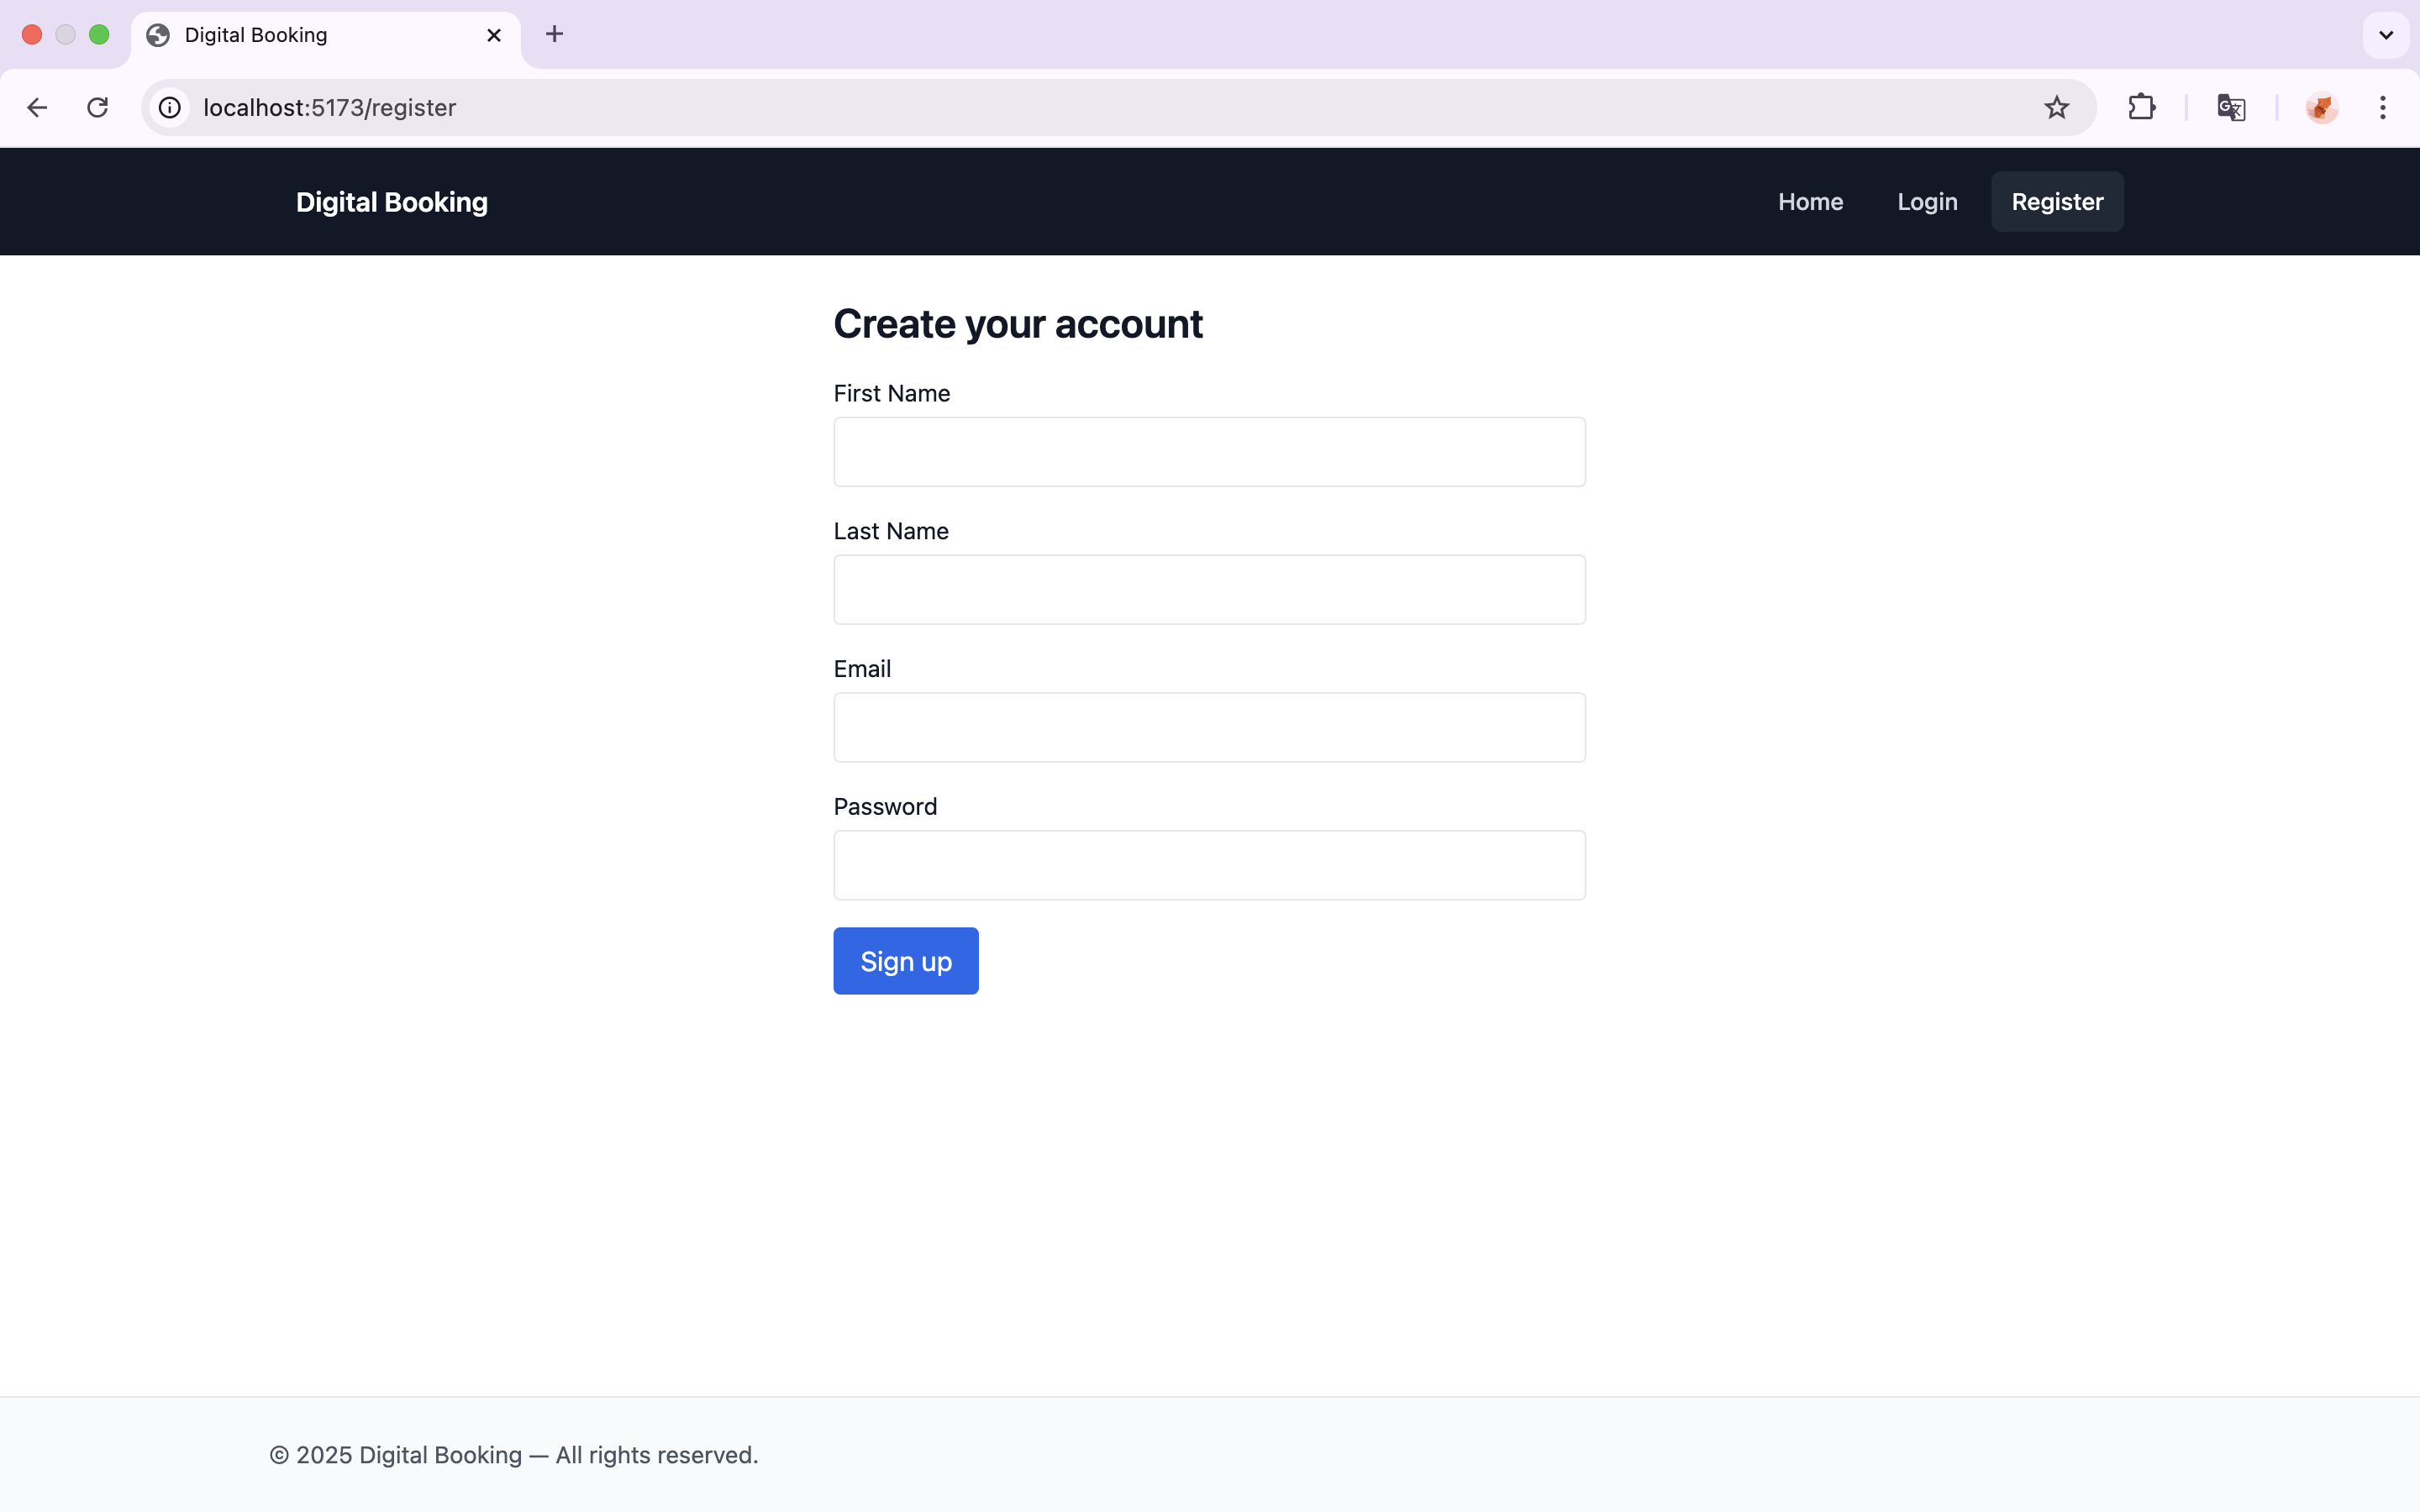 Digital Booking
localhost:5173/register
Digital Booking
Home
Login
Register
Create your account
First Name
Last Name
Email
Password
Sign up
© 2025 Digital Booking — All rights reserved.